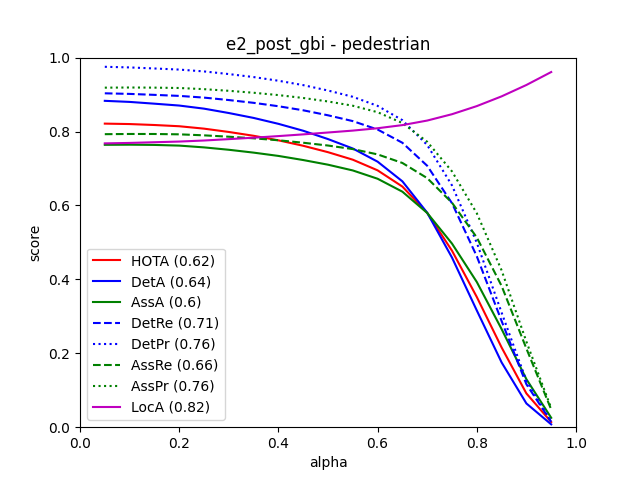 e2_post_gbi - pedestrian
1.0
0.8
0.6
0.4
0.2
0.0
score
HOTA (0.62)
DetA (0.64)
AssA (0.6)
DetRe (0.71)
DetPr (0.76)
AssRe (0.66)
AssPr (0.76)
LocA (0.82)
0.0 0.2 0.4 0.6 0.8 1.0
alpha